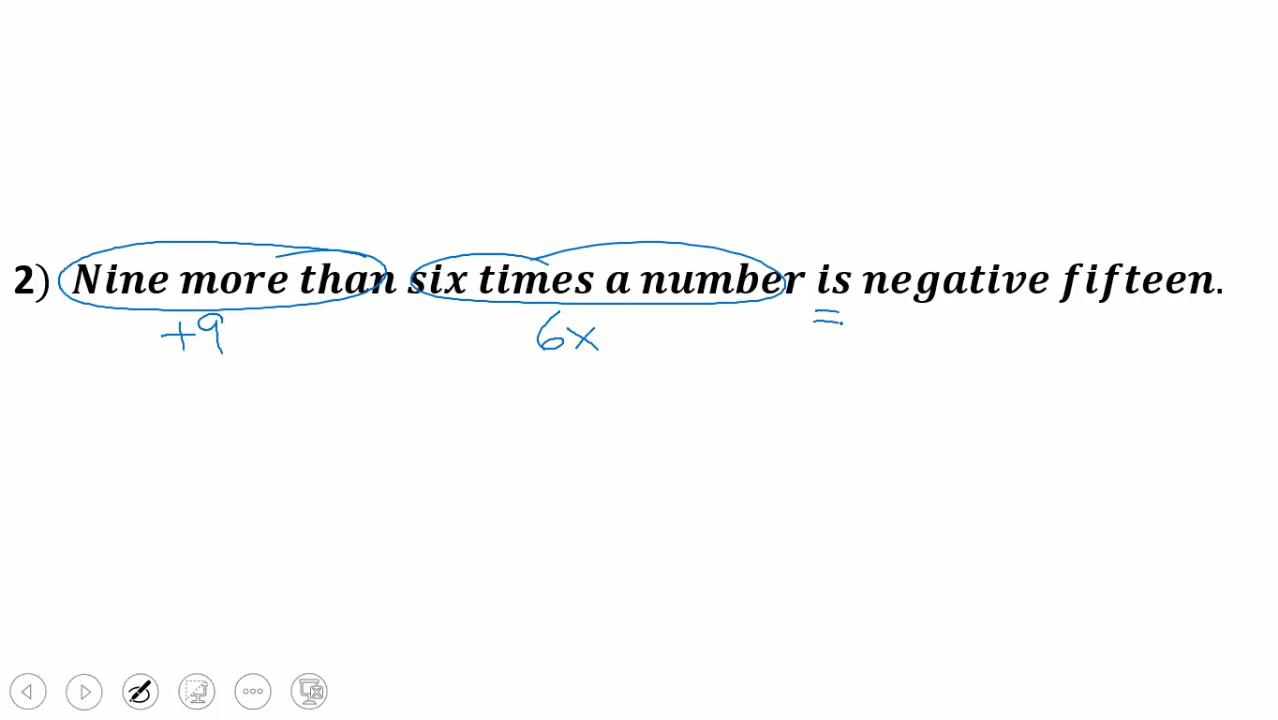 2) Nine more than six times a number is negative fifteen.
+9 6x =